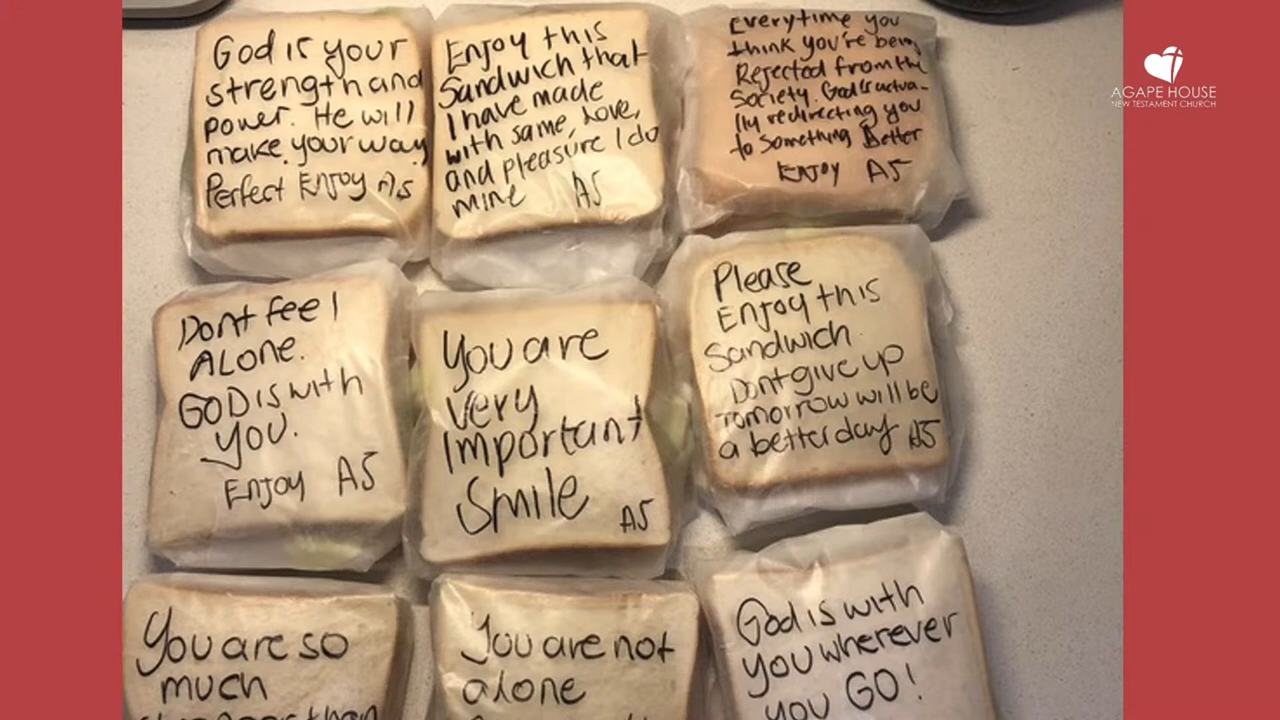 God is your
strength and
power. He will
make your way
Perfect Enjoy AS
Enjoy this
Sandwich that
I have made
with same, Love,
and pleasure I do
mine AS
Everytime you
think you're being
Rejected from the
Society. God is actua-
lly redirecting you
to something Better
Enjoy AS
AGAPE HOUSE
NEW TESTAMENT CHURCH
Dont feel
ALONE.
GOD is with
you.
Enjoy AS
You are
very
Important
Smile AS
Please
Enjoy this
Sandwich.
Dont give up
Tomorrow will be
a better day AS
You are so
much
than
You are not
alone
God is with
you wherever
you GO!